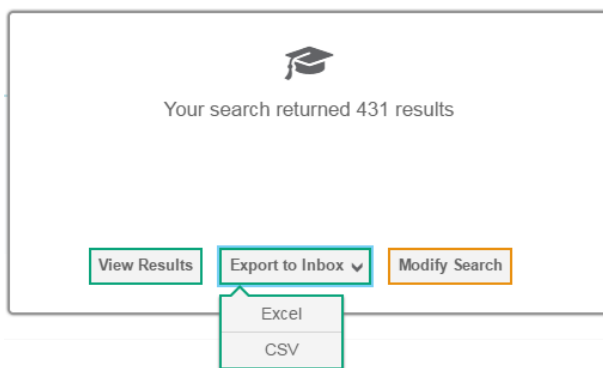 Your search returned 431 results
View Results Export to Inbox Modify Search
Excel
CSV